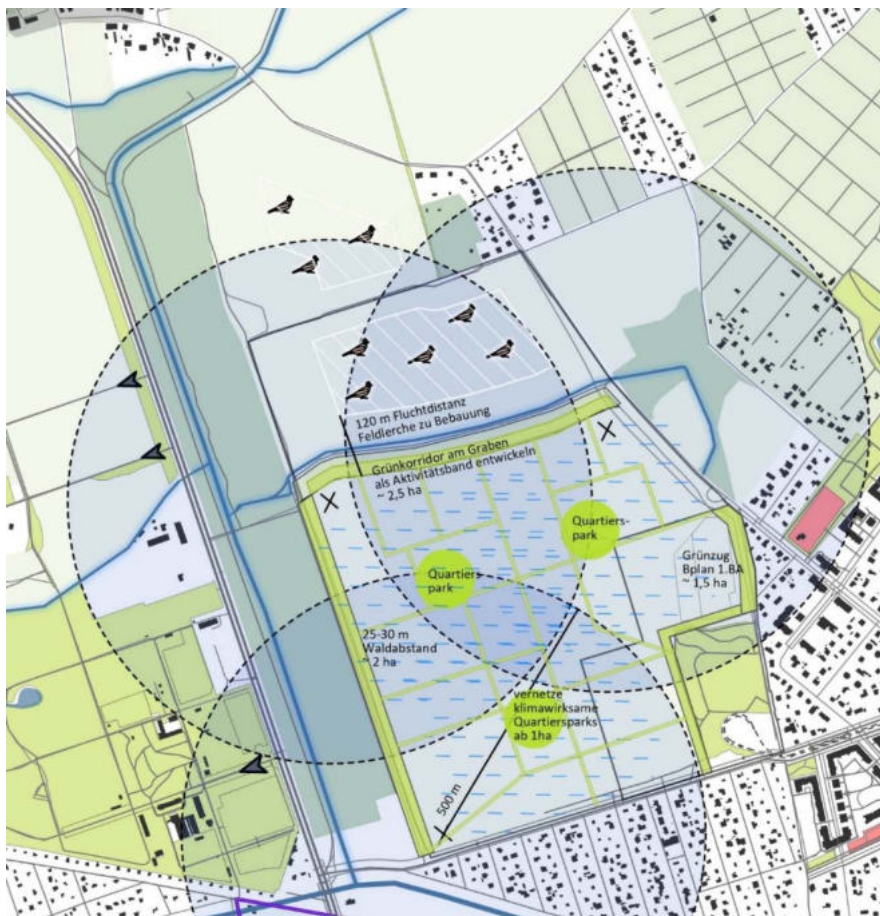 120 m Fluchtdistanz
Feldlerche zu Bebauung
Grünkorridor am Graben
als Aktivitätsband entwickeln
~ 2,5 ha
Quartiers-
park
Quartiers
park
Grünzug
Bplan 1.BA
~ 1,5 ha
25-30 m
Waldabstand
~ 2 ha
vernetze
klimawirksame
Quartiersparks
ab 1ha
500 m